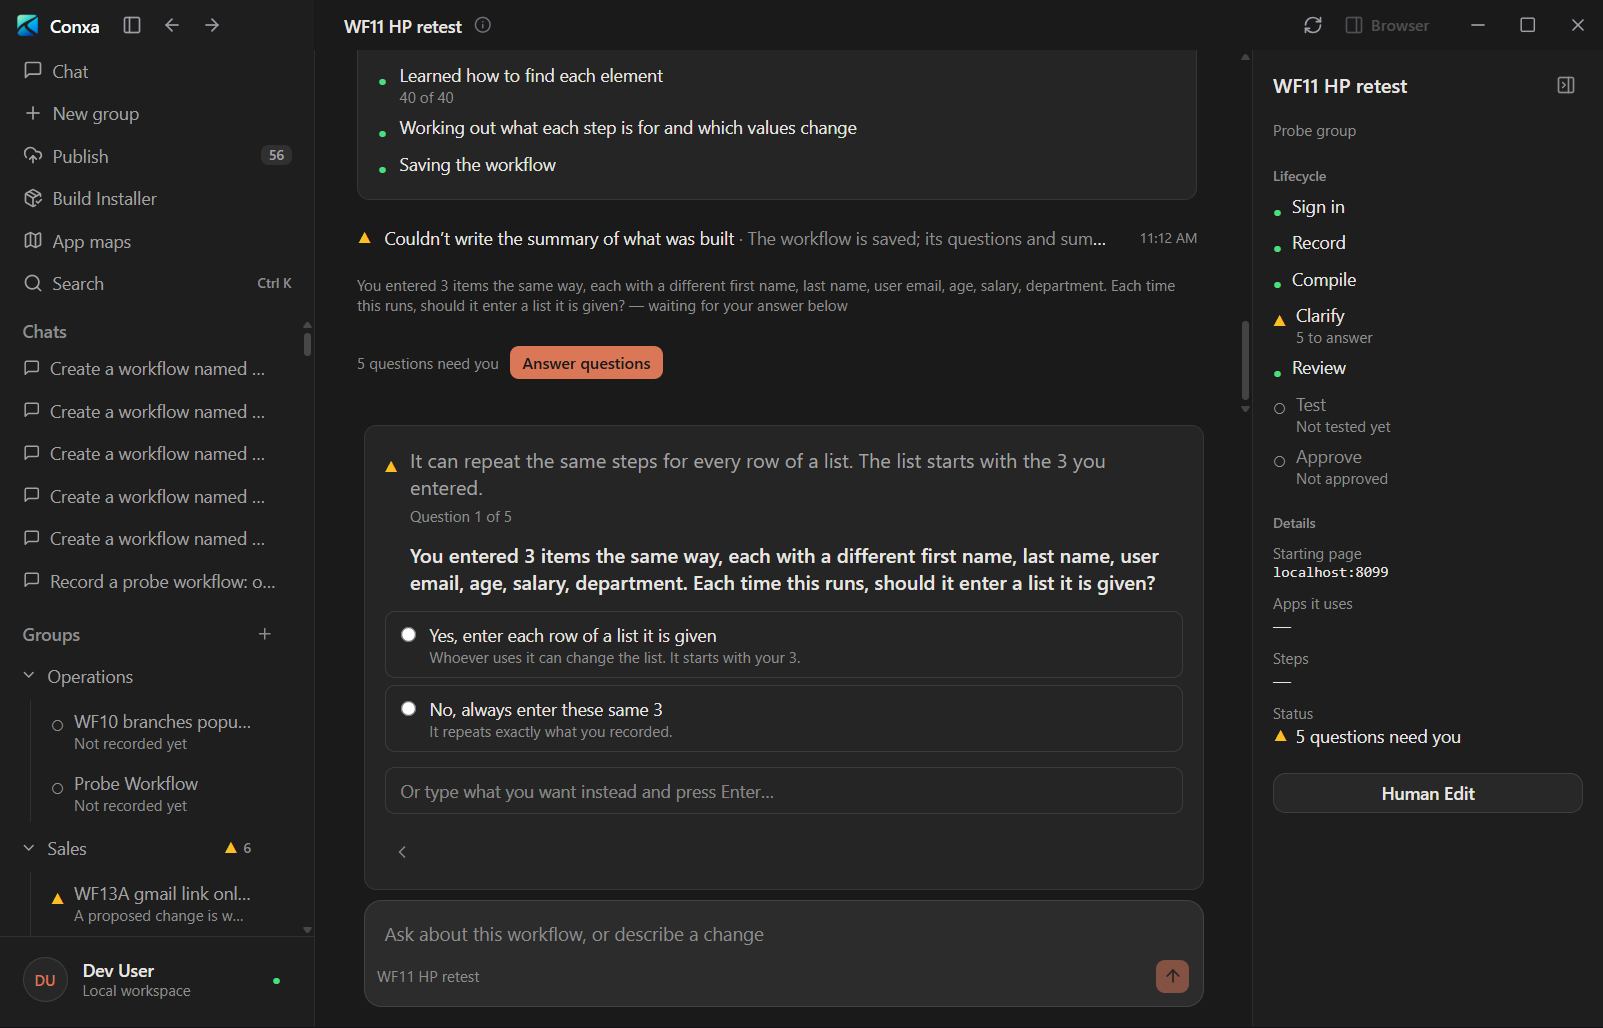 Conxa
Chat
New group
Publish
56
Build Installer
App maps
Search
Ctrl K
Chats
Create a workflow named ...
Create a workflow named ...
Create a workflow named ...
Create a workflow named ...
Create a workflow named ...
Record a probe workflow: o...
Groups
Operations
WF10 branches popu...
Not recorded yet
Probe Workflow
Not recorded yet
Sales
6
WF13A gmail link onl...
A proposed change is w...
DU
Dev User
Local workspace
WF11 HP retest
Browser
Learned how to find each element
40 of 40
Working out what each step is for and which values change
Saving the workflow
Couldn’t write the summary of what was built · The workflow is saved; its questions and sum...
11:12 AM
You entered 3 items the same way, each with a different first name, last name, user email, age, salary, department. Each time
this runs, should it enter a list it is given? — waiting for your answer below
5 questions need you
Answer questions
It can repeat the same steps for every row of a list. The list starts with the 3 you
entered.
Question 1 of 5
You entered 3 items the same way, each with a different first name, last name, user
email, age, salary, department. Each time this runs, should it enter a list it is given?
Yes, enter each row of a list it is given
Whoever uses it can change the list. It starts with your 3.
No, always enter these same 3
It repeats exactly what you recorded.
Or type what you want instead and press Enter...
Ask about this workflow, or describe a change
WF11 HP retest
WF11 HP retest
Probe group
Lifecycle
Sign in
Record
Compile
Clarify
5 to answer
Review
Test
Not tested yet
Approve
Not approved
Details
Starting page
localhost:8099
Apps it uses
—
Steps
—
Status
5 questions need you
Human Edit